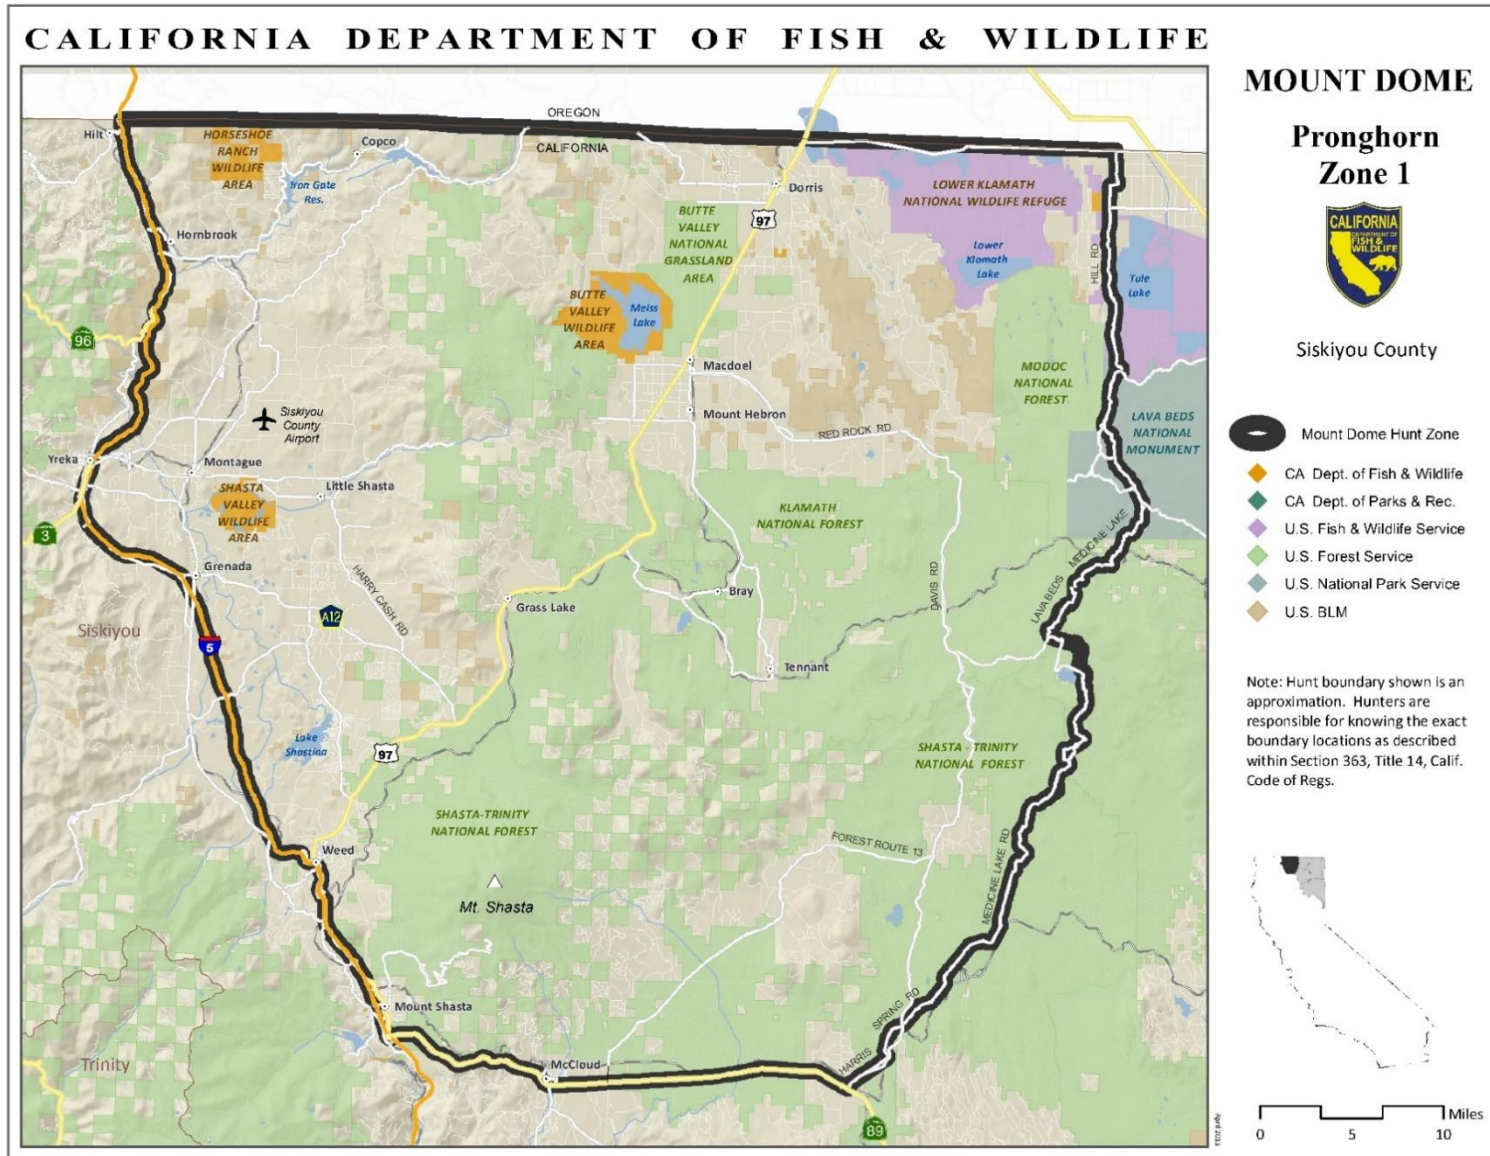 CALIFORNIA DEPARTMENT OF FISH & WILDLIFE
MOUNT DOME
Pronghorn
Zone 1
CALIFORNIA
DEPARTMENT OF
FISH &
WILDLIFE
Siskiyou County
Mount Dome Hunt Zone
CA Dept. of Fish & Wildlife
CA Dept. of Parks & Rec.
U.S. Fish & Wildlife Service
U.S. Forest Service
U.S. National Park Service
U.S. BLM
Note: Hunt boundary shown is an
approximation. Hunters are
responsible for knowing the exact
boundary locations as described
within Section 363, Title 14, Calif.
Code of Regs.
Miles
0 5 10
OREGON
CALIFORNIA
Hilt
HORSESHOE
RANCH
WILDLIFE
AREA
Copco
Iron Gate
Res.
Hornbrook
Dorris
97
LOWER KLAMATH
NATIONAL WILDLIFE REFUGE
BUTTE
VALLEY
NATIONAL
GRASSLAND
AREA
Lower
Klamath
Lake
HILL RD
Tule
Lake
BUTTE
VALLEY
WILDLIFE
AREA
Meiss
Lake
96
Macdoel
MODOC
NATIONAL
FOREST
Mount Hebron
RED ROCK RD
LAVA BEDS
NATIONAL
MONUMENT
Siskiyou
County
Airport
Yreka
Montague
Little Shasta
SHASTA
VALLEY
WILDLIFE
AREA
3
KLAMATH
NATIONAL FOREST
Grenada
HARRY CASH RD
A12
Grass Lake
Bray
DAVIS RD
LAVA BEDS MEDICINE LAKE
Siskiyou
5
Tennant
Lake
Shastina
97
SHASTA - TRINITY
NATIONAL FOREST
SHASTA-TRINITY
NATIONAL FOREST
FOREST ROUTE 13
MEDICINE LAKE RD
Weed
Mt. Shasta
Mount Shasta
HARRIS SPRING RD
McCloud
Trinity
89